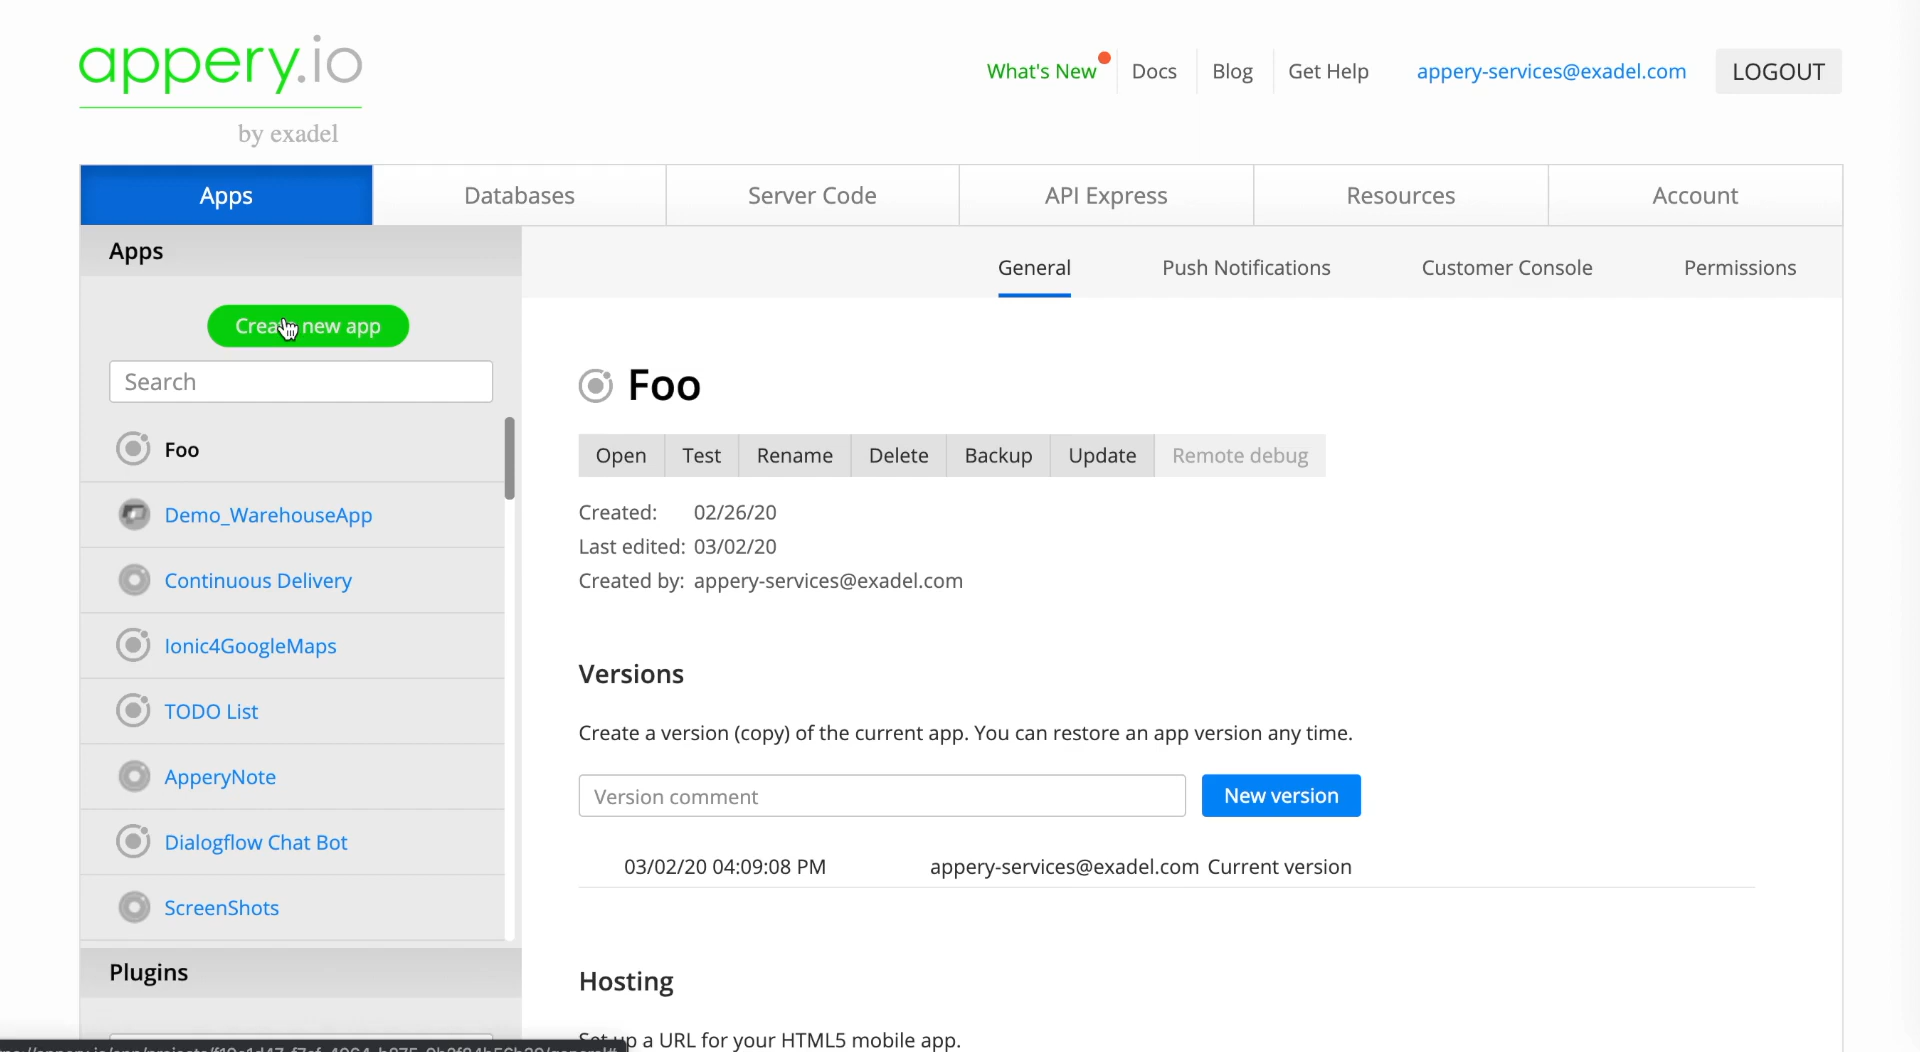 appery.io
by exadel
What's New
Docs
Blog
Get Help
appery-services@exadel.com
LOGOUT
Apps
Databases
Server Code
API Express
Resources
Account
Apps
General
Push Notifications
Customer Console
Permissions
Create new app
Search
Foo
Demo_WarehouseApp
Continuous Delivery
Ionic4GoogleMaps
TODO List
ApperyNote
Dialogflow Chat Bot
ScreenShots
Plugins
Foo
Open
Test
Rename
Delete
Backup
Update
Remote debug
Created: 02/26/20
Last edited: 03/02/20
Created by: appery-services@exadel.com
Versions
Create a version (copy) of the current app. You can restore an app version any time.
Version comment
New version
03/02/20 04:09:08 PM appery-services@exadel.com Current version
Hosting
Set up a URL for your HTML5 mobile app.